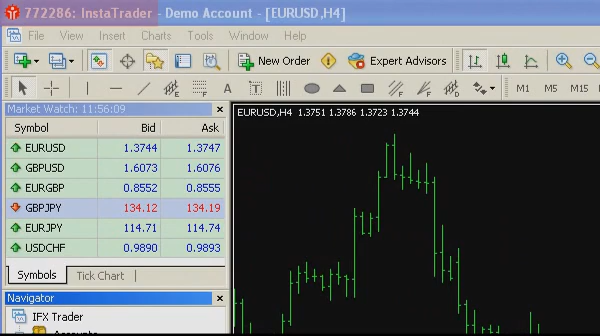 772286: InstaTrader - Demo Account - [EURUSD,H4]
File View Insert Charts Tools Window Help
New Order Expert Advisors
A T M1 M5 M15
Market Watch: 11:56:09
Symbol Bid Ask
EURUSD 1.3744 1.3747
GBPUSD 1.6073 1.6076
EURGBP 0.8552 0.8555
GBPJPY 134.12 134.19
EURJPY 114.71 114.74
USDCHF 0.9890 0.9893
Symbols Tick Chart
Navigator
IFX Trader
Accounts
EURUSD,H4 1.3751 1.3786 1.3723 1.3744